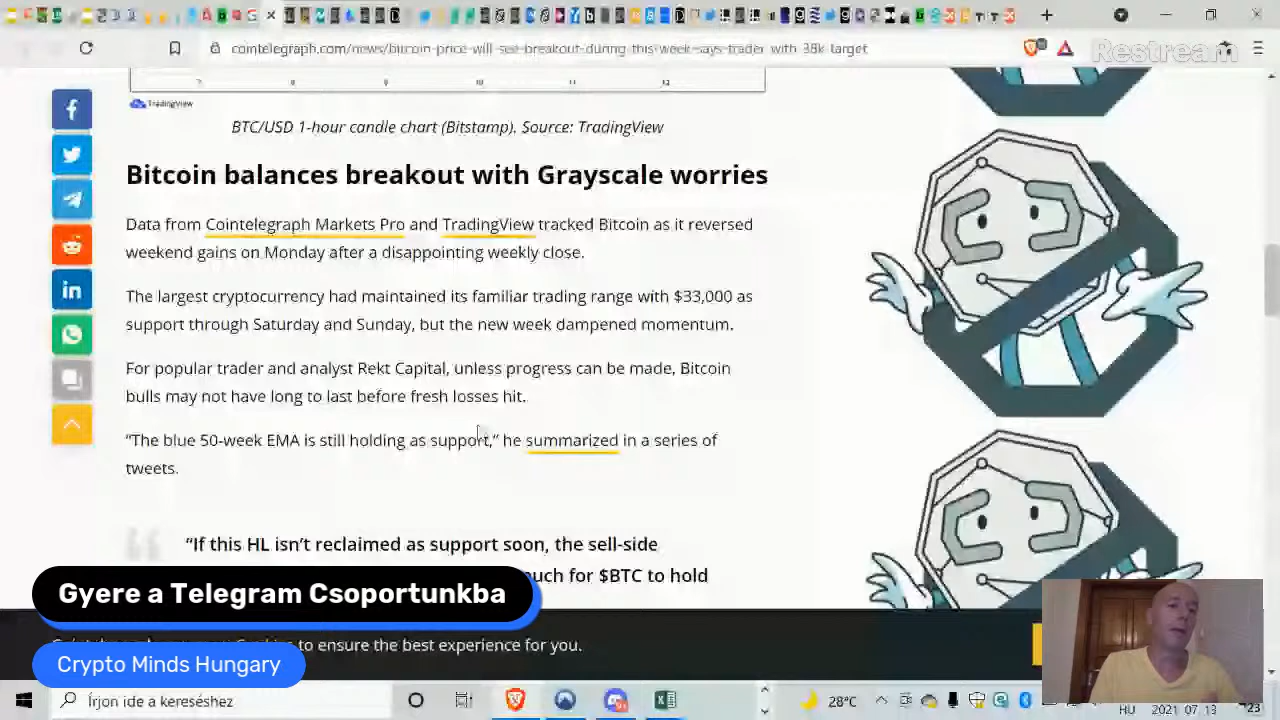 cointelegraph.com/news/bitcoin-price-will-see-breakout-during-this-week-says-trader-with-38k-target
Restream
TradingView
BTC/USD 1-hour candle chart (Bitstamp). Source: TradingView
Bitcoin balances breakout with Grayscale worries
Data from Cointelegraph Markets Pro and TradingView tracked Bitcoin as it reversed
weekend gains on Monday after a disappointing weekly close.
The largest cryptocurrency had maintained its familiar trading range with $33,000 as
support through Saturday and Sunday, but the new week dampened momentum.
For popular trader and analyst Rekt Capital, unless progress can be made, Bitcoin
bulls may not have long to last before fresh losses hit.
“The blue 50-week EMA is still holding as support,” he summarized in a series of
tweets.
“If this HL isn’t reclaimed as support soon, the sell-side
much for $BTC to hold
Gyere a Telegram Csoportunkba
to ensure the best experience for you.
Crypto Minds Hungary
Írjon ide a kereséshez
28°C
HU
2021. 07. 13.
23